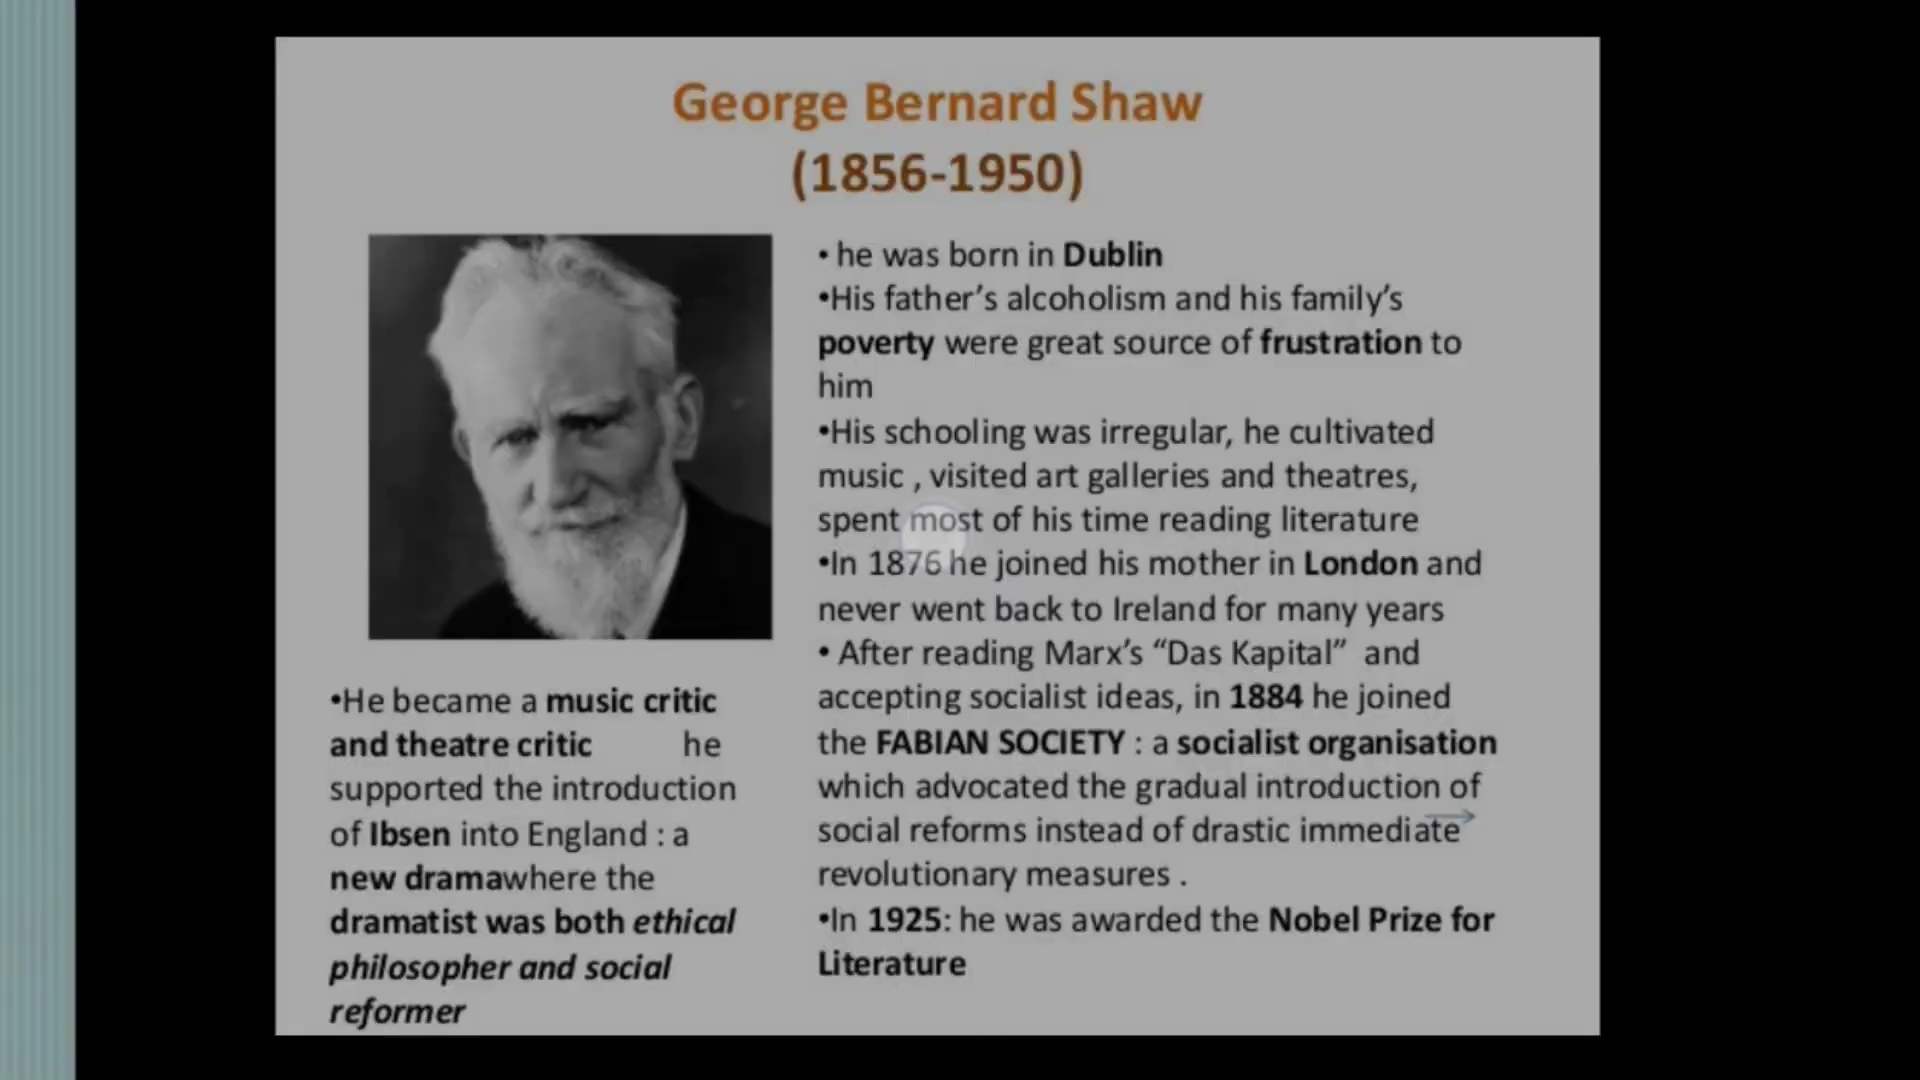 George Bernard Shaw
(1856-1950)
• he was born in Dublin
•His father’s alcoholism and his family’s
poverty were great source of frustration to
him
•His schooling was irregular, he cultivated
music , visited art galleries and theatres,
spent most of his time reading literature
•In 1876 he joined his mother in London and
never went back to Ireland for many years
• After reading Marx’s “Das Kapital” and
accepting socialist ideas, in 1884 he joined
the FABIAN SOCIETY : a socialist organisation
which advocated the gradual introduction of
social reforms instead of drastic immediate
revolutionary measures .
•In 1925: he was awarded the Nobel Prize for
Literature
•He became a music critic
and theatre critic he
supported the introduction
of Ibsen into England : a
new dramawhere the
dramatist was both ethical
philosopher and social
reformer